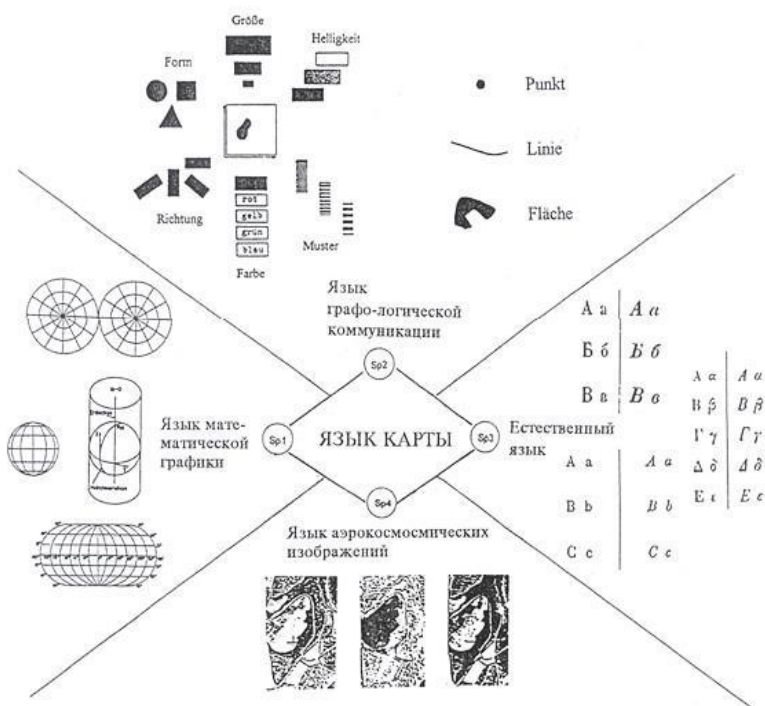 Größe
Helligkeit
Form
Punkt
Linie
Fläche
Richtung
rot
gelb
grün
blau
Farbe
Muster
Язык
графо-логической
коммуникации
Sp2
Язык мате-
матической
графики
Sp1
ЯЗЫК КАРТЫ
Sp3
Естественный
язык
Sp4
Язык аэрокосмосмических
изображений
А а А а
Б б Б б
В в В в
Α α Α α
Β β Β β
Γ γ Γ γ
Δ δ Δ δ
Ε ε Ε ε
A a A a
B b B b
C c C c